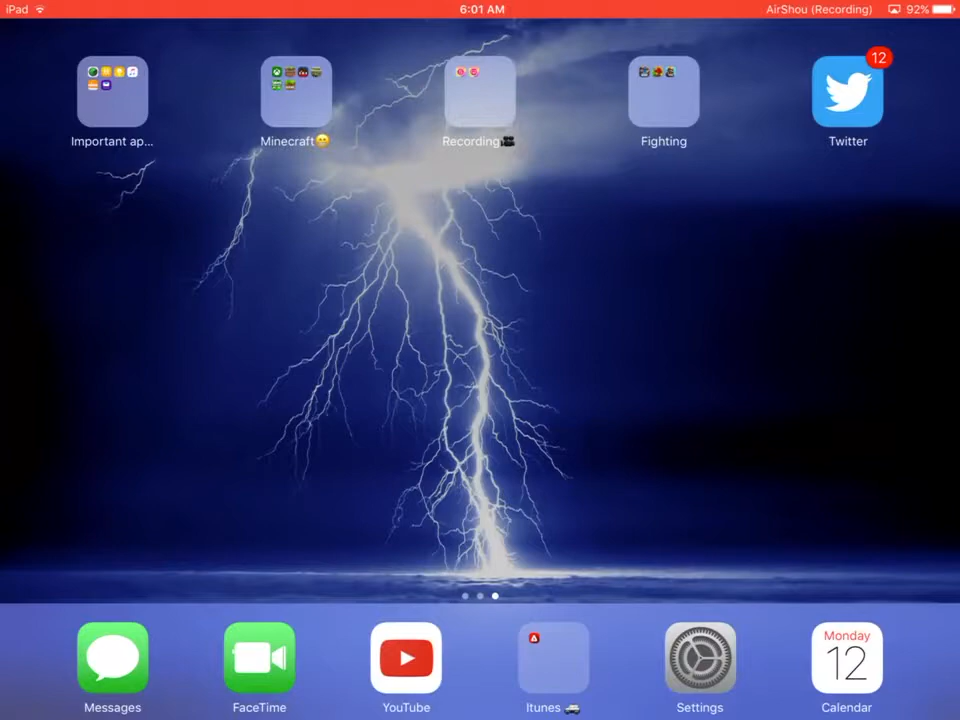 iPad 6:01 AM AirShou (Recording) 92%
12
Important ap... Minecraft😁 Recording🎥 Fighting Twitter
Monday
12
Messages FaceTime YouTube Itunes 🚙 Settings Calendar